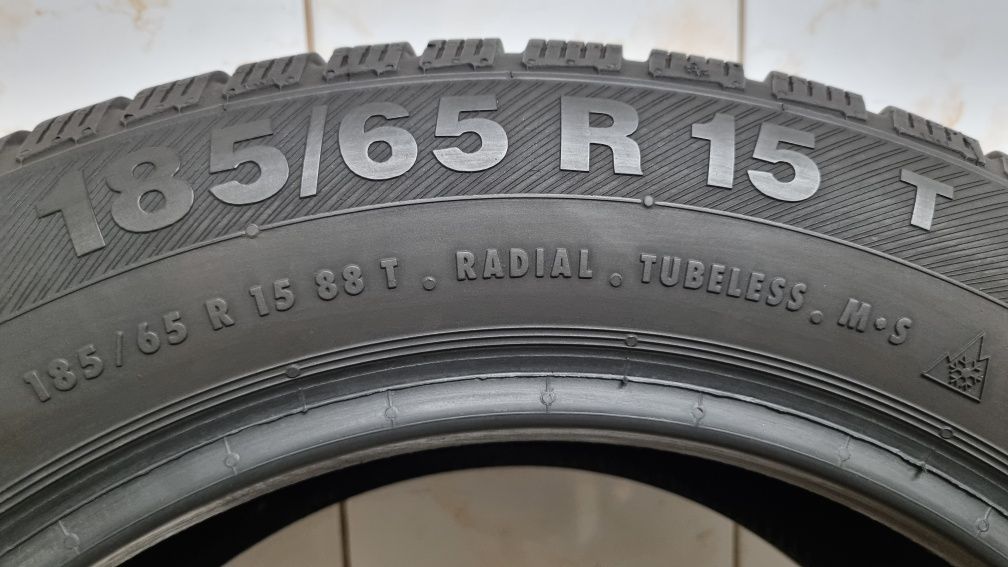 185/65 R 15 T
185/65 R 15 88 T . RADIAL . TUBELESS . M•S